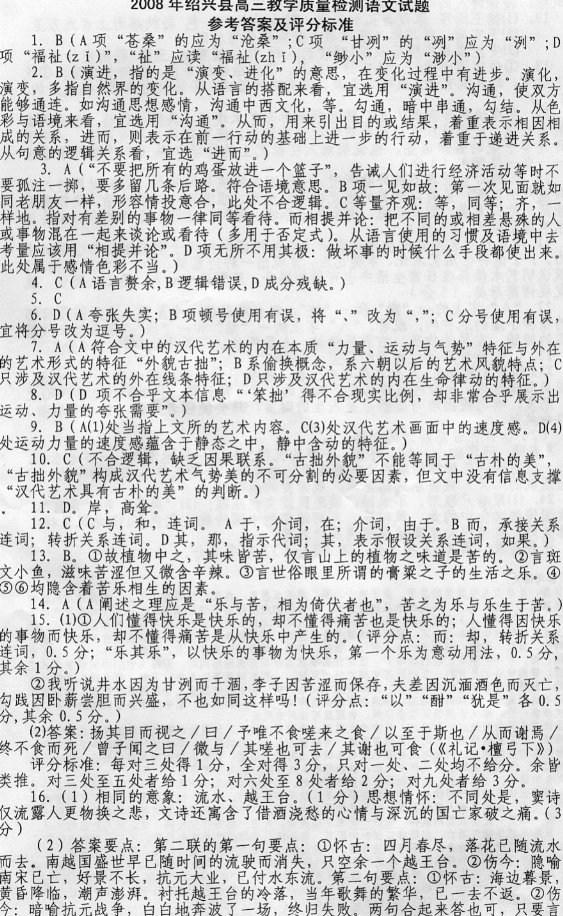 2008年绍兴县高三教学质量检测语文试题
参考答案及评分标准
1. B(A项“苍桑”的应为“沧桑”;C项 “甘冽”的“冽”应为“洌”;D
项“福祉(zǐ)”,“祉”应读“福祉(zhǐ), “缈小”应为“渺小”)
2. B(演进,指的是“演变、进化”的意思,在变化过程中有进步。演化,
演变,多指自然界的变化。从语言的搭配来看,宜选用“演进”。沟通,使双方
能够通连。如沟通思想感情,沟通中西文化,等。勾通,暗中串通,勾结。从色
彩与语境来看,宜选用“沟通”。从而,用来引出目的或结果,着重表示相因相
成的关系,进而,则表示在前一行动的基础上进一步的行动,着重于递进关系。
从句意的逻辑关系看,宜选“进而”。)
3. A(“不要把所有的鸡蛋放进一个篮子”,告诫人们进行经济活动等时不
要孤注一掷,要多留几条后路。符合语境意思。B项一见如故:第一次见面就如
同老朋友一样,形容情投意合,此处不合逻辑。C等量齐观:等,同等;齐,一
样地。指对有差别的事物一律同等看待。而相提并论:把不同的或相差悬殊的人
或事物混在一起来谈论或看待(多用于否定式)。从语言使用的习惯及语境中去
考量应该用“相提并论”。D项无所不用其极:做坏事的时候什么手段都使出来。
此处属于感情色彩不当。)
4. C(A语言赘余,B逻辑错误,D成分残缺。)
5. C
6. D(A夸张失实;B项顿号使用有误,将“、”改为“,”;C分号使用有误,
宜将分号改为逗号。)
7. A(A符合文中的汉代艺术的内在本质“力量、运动与气势”特征与外在
的艺术形式的特征“外貌古拙”;B系偷换概念,系六朝以后的艺术风貌特点;C
只涉及汉代艺术的外在线条特征;D只涉及汉代艺术的内在生命律动的特征。)
8. D(D项不合乎文本信息“‘笨拙’得不合现实比例,却非常合乎展示出
运动、力量的夸张需要”。)
9. B(A(1)处当指上文所的艺术内容。C(3)处汉代艺术画面中的速度感。D(4)
处运动力量的速度感蕴含于静态之中,静中含动的特征。)
10. C(不合逻辑,缺乏因果联系。“古拙外貌”不能等同于“古朴的美”,
“古拙外貌”构成汉代艺术气势美的不可分割的必要因素,但文中没有信息支撑
“汉代艺术具有古朴的美”的判断。)
11. D。岸,高耸。
12. C(C与,和,连词。 A于,介词,在;介词,由于。B而,承接关系
连词;转折关系连词。D其,那,指示代词;其,表示假设关系连词,如果。)
13. B。①故植物中之,其味皆苦,仅言山上的植物之味道是苦的。②言斑
文小鱼,滋味苦涩但又微含辛辣。③言世俗眼里所谓的膏粱之子的生活之乐。④
⑤⑥均隐含着苦乐相生的因素。
14. A(A阐述之理应是“乐与苦,相为倚伏者也”,苦之为乐与乐生于苦。)
15. (1)①人们懂得快乐是快乐的,却不懂得痛苦也是快乐的;人懂得因快乐
的事物而快乐,却不懂得痛苦是从快乐中产生的。(评分点:而:却,转折关系
连词,0.5分;“乐其乐”,以快乐的事物为快乐,第一个乐为意动用法,0.5分,
其余1分。)
②我听说井水因为甘冽而干涸,李子因苦涩而保存,夫差因沉湎酒色而灭亡,
勾践因卧薪尝胆而兴盛,不也如同这样吗!(评分点:“以”“酣”“犹是”各0.5
分,其余0.5分。)
(2)答案:扬其目而视之/曰/予唯不食嗟来之食/以至于斯也/从而谢焉/
终不食而死/曾子闻之曰/微与/其嗟也可去/其谢也可食(《礼记•檀弓下》)
评分标准:每对三处得1分,全对得3分,只对一处、二处均不给分。余皆
类推。对三处至五处者给1分;对六处至8处者给2分;对九处者给3分。
16. (1)相同的意象:流水、越王台。(1分)思想情怀:不同处是,窦诗
仅流露人更物换之悲,文诗还寓含了借酒浇愁的心情与深沉的国亡家破之痛。(3
分)
(2)答案要点:第二联的第一句要点:①怀古:四月春尽,落花已随流水
而去。南越国盛世早已随时间的流驶而消失,只空余一个越王台。②伤今:隐喻
南宋已亡,好景不长,抗元大业,已付水东流。第二句要点:①怀古:海边暮景,
黄昏降临,潮声澎湃。衬托越王台的冷落,当年歌舞的繁华,已一去不返。②伤
今:暗喻抗元战争,白白地奔波了一场,终归失败。两句合起来答也可,只要言